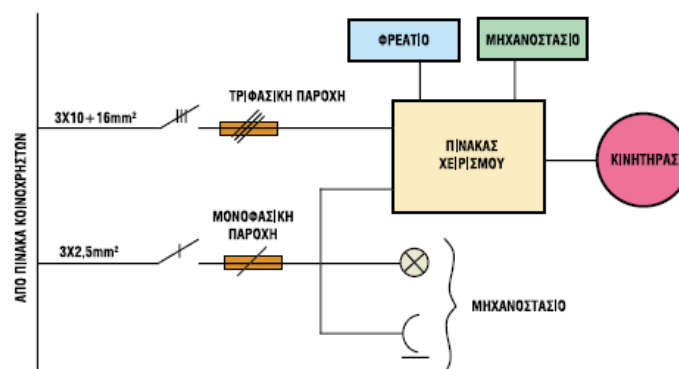 ΦΡΕΑΤΙΟ
ΜΗΧΑΝΟΣΤΑΣΙΟ
ΤΡΙΦΑΣΙΚΗ ΠΑΡΟΧΗ
3X10+16mm²
ΠΙΝΑΚΑΣ
ΧΕΙΡΙΣΜΟΥ
ΚΙΝΗΤΗΡΑΣ
ΜΟΝΟΦΑΣΙΚΗ
ΠΑΡΟΧΗ
3X2,5mm²
ΜΗΧΑΝΟΣΤΑΣΙΟ
ΑΠΟ ΠΙΝΑΚΑ ΚΟΙΝΟΧΡΗΣΤΩΝ